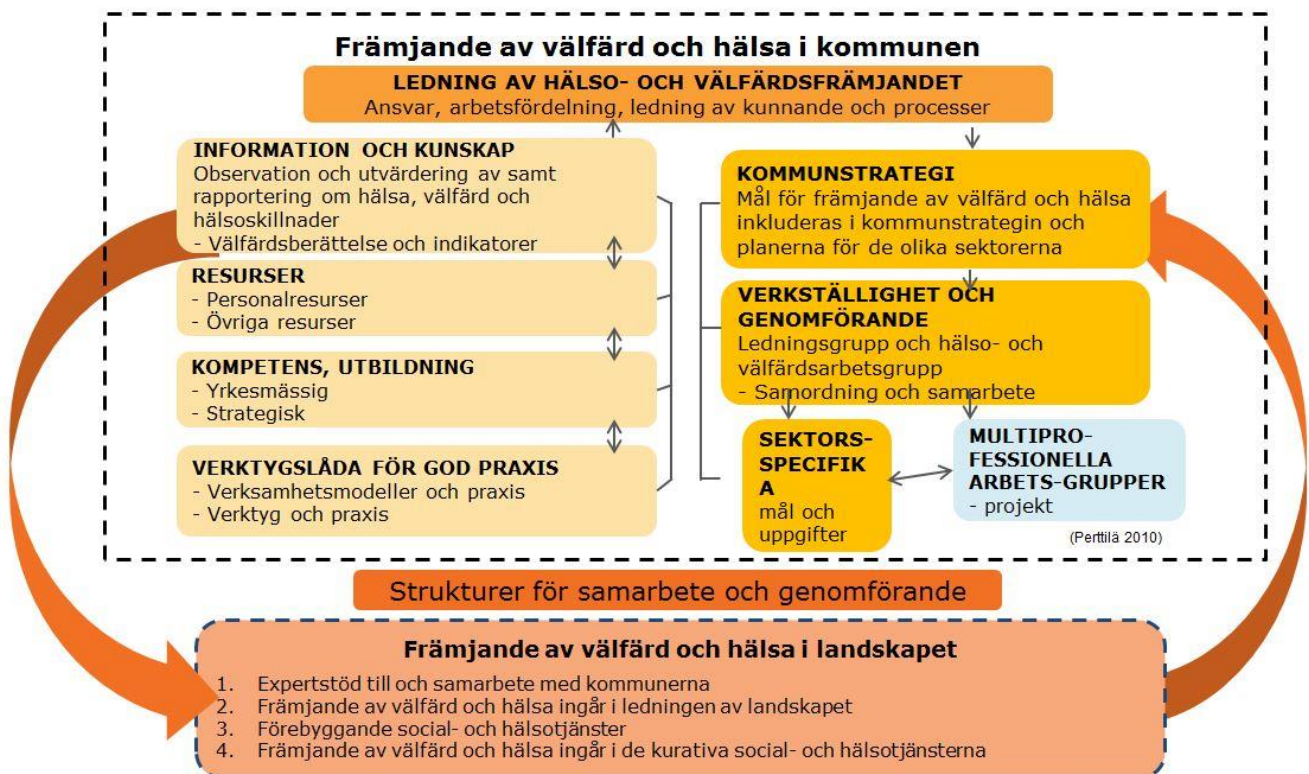 Främjande av välfärd och hälsa i kommunen
LEDNING AV HÄLSO- OCH VÄLFÄRDSFRÄMJANDET
Ansvar, arbetsfördelning, ledning av kunnande och processer
INFORMATION OCH KUNSKAP
Observation och utvärdering av samt
rapportering om hälsa, välfärd och
hälsoskillnader
- Välfärdsberättelse och indikatorer
RESURSER
- Personalresurser
- Övriga resurser
KOMPETENS, UTBILDNING
- Yrkesmässig
- Strategisk
VERKTYGSLÅDA FÖR GOD PRAXIS
- Verksamhetsmodeller och praxis
- Verktyg och praxis
KOMMUNSTRATEGI
Mål för främjande av välfärd och hälsa
inkluderas i kommunstrategin och
planerna för de olika sektorerna
VERKSTÄLLIGHET OCH
GENOMFÖRANDE
Ledningsgrupp och hälso- och
välfärdsarbetsgrupp
- Samordning och samarbete
SEKTORS-
SPECIFIK
A
mål och
uppgifter
MULTIPRO-
FESSIONELLA
ARBETS-GRUPPER
- projekt
(Perttilä 2010)
Strukturer för samarbete och genomförande
Främjande av välfärd och hälsa i landskapet
1. Expertstöd till och samarbete med kommunerna
2. Främjande av välfärd och hälsa ingår i ledningen av landskapet
3. Förebyggande social- och hälsotjänster
4. Främjande av välfärd och hälsa ingår i de kurativa social- och hälsotjänsterna